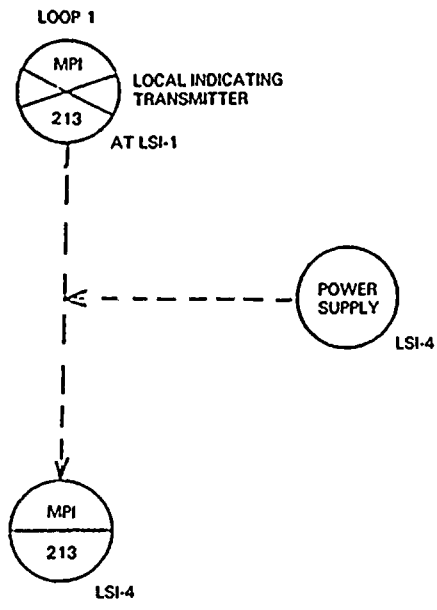 LOOP 1
MPI
213
LOCAL INDICATING
TRANSMITTER
AT LSI-1
POWER
SUPPLY
LSI-4
MPI
213
LSI-4